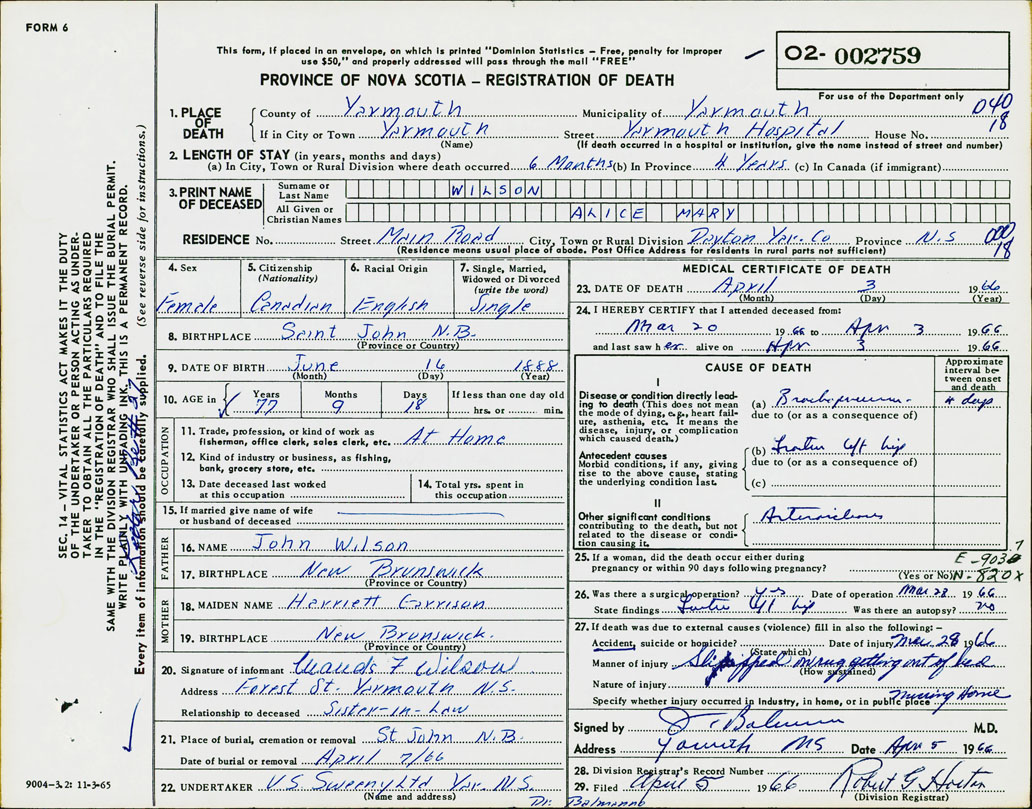 FORM 6
This form, if placed in an envelope, on which is printed "Dominion Statistics – Free, penalty for improper
use $50," and properly addressed will pass through the mail "FREE"
O2- 002759
PROVINCE OF NOVA SCOTIA – REGISTRATION OF DEATH
For use of the Department only
1. PLACE OF DEATH
County of Yarmouth Municipality of Yarmouth 040
If in City or Town Yarmouth Street Yarmouth Hospital House No. 18
(Name) (If death occurred in a hospital or institution, give the name instead of street and number)
2. LENGTH OF STAY (in years, months and days)
(a) In City, Town or Rural Division where death occurred 6 Months (b) In Province 4 Years (c) In Canada (if immigrant)
3. PRINT NAME OF DECEASED
Surname or Last Name WILSON
All Given or Christian Names ALICE MARY
RESIDENCE No. Street Main Road City, Town or Rural Division Dayton Yar. Co Province N.S 000
(Residence means usual place of abode. Post Office Address for residents in rural parts not sufficient) 18
4. Sex
Female
5. Citizenship (Nationality)
Canadian
6. Racial Origin
English
7. Single, Married, Widowed or Divorced (write the word)
Single
8. BIRTHPLACE Saint John N.B.
(Province or Country)
9. DATE OF BIRTH June 16 1888
(Month) (Day) (Year)
10. AGE in Years Months Days If less than one day old
77 9 18 hrs. or min.
OCCUPATION
11. Trade, profession, or kind of work as
fisherman, office clerk, sales clerk, etc. At Home
12. Kind of industry or business, as fishing,
bank, grocery store, etc.
13. Date deceased last worked
at this occupation
14. Total yrs. spent in
this occupation
15. If married give name of wife
or husband of deceased
FATHER
16. NAME John Wilson
17. BIRTHPLACE New Brunswick
(Province or Country)
MOTHER
18. MAIDEN NAME Harriett Garrison
19. BIRTHPLACE New Brunswick.
(Province or Country)
20. Signature of informant Maude F Wilson
Address Forest St. Yarmouth N.S.
Relationship to deceased Sister-in-Law
21. Place of burial, cremation or removal St John N.B.
Date of burial or removal April 7/66
22. UNDERTAKER V.S. Sweeny Ltd Yar. N.S.
(Name and address)
MEDICAL CERTIFICATE OF DEATH
23. DATE OF DEATH April 3 1966
(Month) (Day) (Year)
24. I HEREBY CERTIFY that I attended deceased from:
Mar 20 1966 to Apr 3 1966
and last saw her alive on Apr 3 1966
CAUSE OF DEATH
Approximate interval between onset and death
I
Disease or condition directly leading to death (This does not mean
the mode of dying, e.g., heart failure, asthenia, etc. It means the
disease, injury, or complication
which caused death.)
(a) 4 days
due to (or as a consequence of)
Antecedent causes
Morbid conditions, if any, giving
rise to the above cause, stating
the underlying condition last.
(b) left hip
due to (or as a consequence of)
(c)
II
Other significant conditions
contributing to the death, but not
related to the disease or condition causing it.
25. If a woman, did the death occur either during
pregnancy or within 90 days following pregnancy?
(Yes or No) N-820X
26. Was there a surgical operation? yes Date of operation Mar 28 1966
State findings left hip Was there an autopsy? no
27. If death was due to external causes (violence) fill in also the following:–
Accident, suicide or homicide? Date of injury Mar. 28 1966
(State which)
Manner of injury Slipped on rug getting out of bed
(How sustained)
Nature of injury
Specify whether injury occurred in industry, in home, or in public place Nursing Home
Signed by M.D.
Address Date Apr 5 1966
28. Division Registrar's Record Number
29. Filed April 5 1966 Robert G Horton
(Division Registrar)
Dr.
SEC. 14 – VITAL STATISTICS ACT MAKES IT THE DUTY
OF THE UNDERTAKER OR PERSON ACTING AS UNDERTAKER TO OBTAIN ALL THE PARTICULARS REQUIRED
IN THE "REGISTRATION OF DEATH" AND TO FILE THE
SAME WITH THE DIVISION REGISTRAR WHO SHALL ISSUE THE BURIAL PERMIT.
WRITE PLAINLY WITH UNFADING INK. THIS IS A PERMANENT RECORD.
Every item of information should be carefully supplied. (See reverse side for instructions.)
9004-3.2: 11-3-65